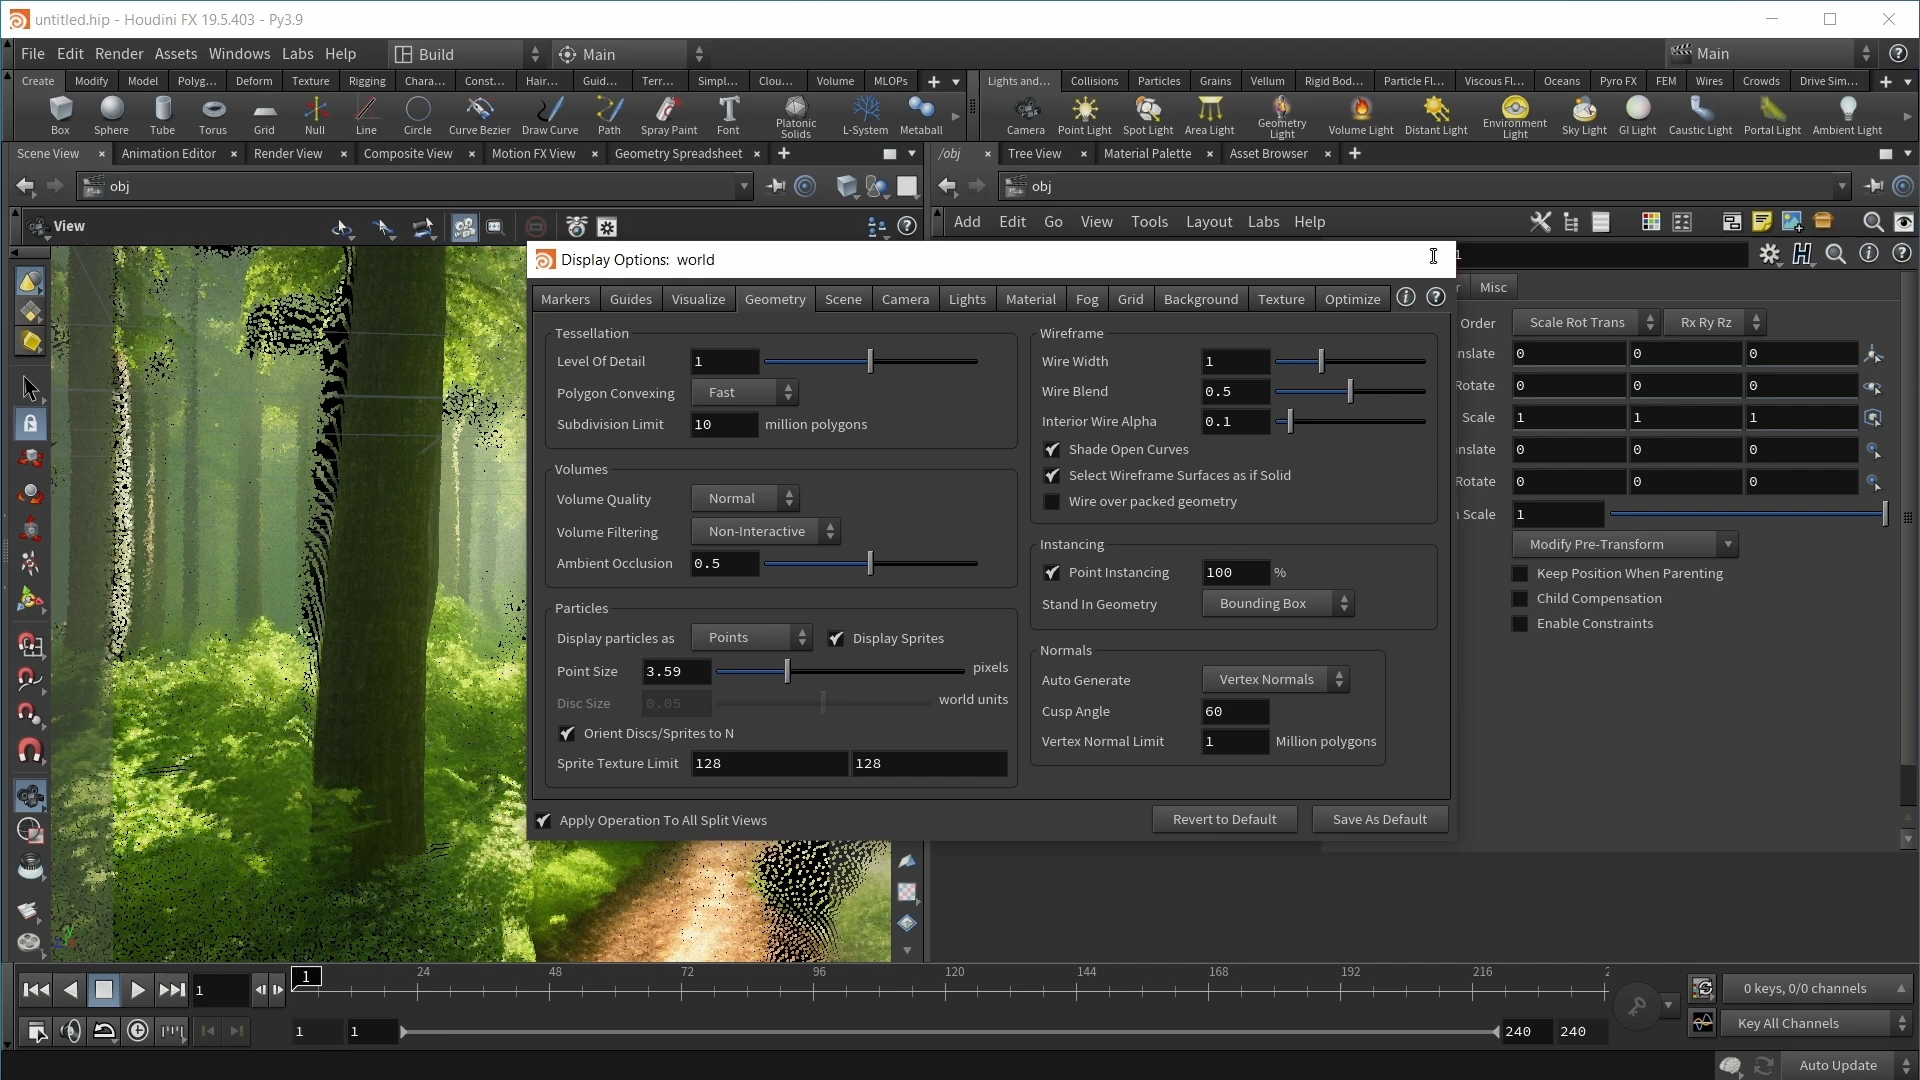 untitled.hip - Houdini FX 19.5.403 - Py3.9
File Edit Render Assets Windows Labs Help Build Main Main
Create Modify Model Polyg... Deform Texture Rigging Chara... Const... Hair... Guid... Terr... Simpl... Clou... Volume MLOPs
Lights and... Collisions Particles Grains Vellum Rigid Bod... Particle Fl... Viscous Fl... Oceans Pyro FX FEM Wires Crowds Drive Sim...
Box Sphere Tube Torus Grid Null Line Circle Curve Bezier Draw Curve Path Spray Paint Font Platonic Solids L-System Metaball
Camera Point Light Spot Light Area Light Geometry Light Volume Light Distant Light Environment Light Sky Light GI Light Caustic Light Portal Light Ambient Light
Scene View Animation Editor Render View Composite View Motion FX View Geometry Spreadsheet
/obj Tree View Material Palette Asset Browser
obj
obj
View
Add Edit Go View Tools Layout Labs Help
Display Options: world
Markers Guides Visualize Geometry Scene Camera Lights Material Fog Grid Background Texture Optimize
Tessellation
Level Of Detail 1
Polygon Convexing Fast
Subdivision Limit 10 million polygons
Volumes
Volume Quality Normal
Volume Filtering Non-Interactive
Ambient Occlusion 0.5
Particles
Display particles as Points Display Sprites
Point Size 3.59 pixels
Disc Size 0.05 world units
Orient Discs/Sprites to N
Sprite Texture Limit 128 128
Wireframe
Wire Width 1
Wire Blend 0.5
Interior Wire Alpha 0.1
Shade Open Curves
Select Wireframe Surfaces as if Solid
Wire over packed geometry
Instancing
Point Instancing 100 %
Stand In Geometry Bounding Box
Normals
Auto Generate Vertex Normals
Cusp Angle 60
Vertex Normal Limit 1 Million polygons
Apply Operation To All Split Views Revert to Default Save As Default
1
Misc
Order Scale Rot Trans Rx Ry Rz
nslate 0 0 0
Rotate 0 0 0
Scale 1 1 1
nslate 0 0 0
Rotate 0 0 0
Scale 1
Modify Pre-Transform
Keep Position When Parenting
Child Compensation
Enable Constraints
1 1 24 48 72 96 120 144 168 192 216 2
0 keys, 0/0 channels
1 1 240 240 Key All Channels
Auto Update